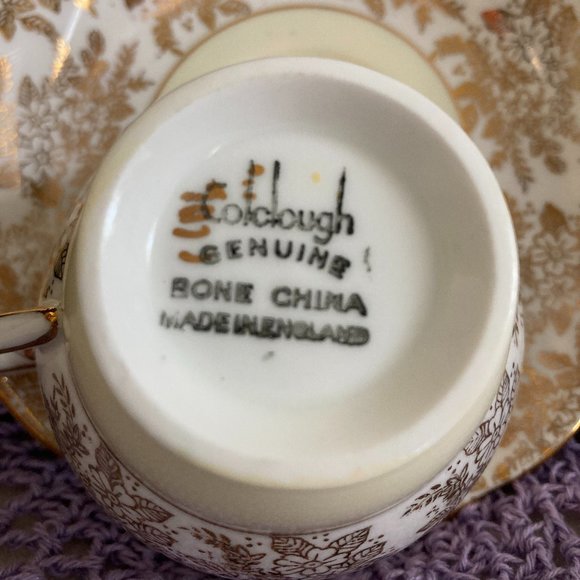 Colclough
GENUINE
BONE CHINA
MADE IN ENGLAND